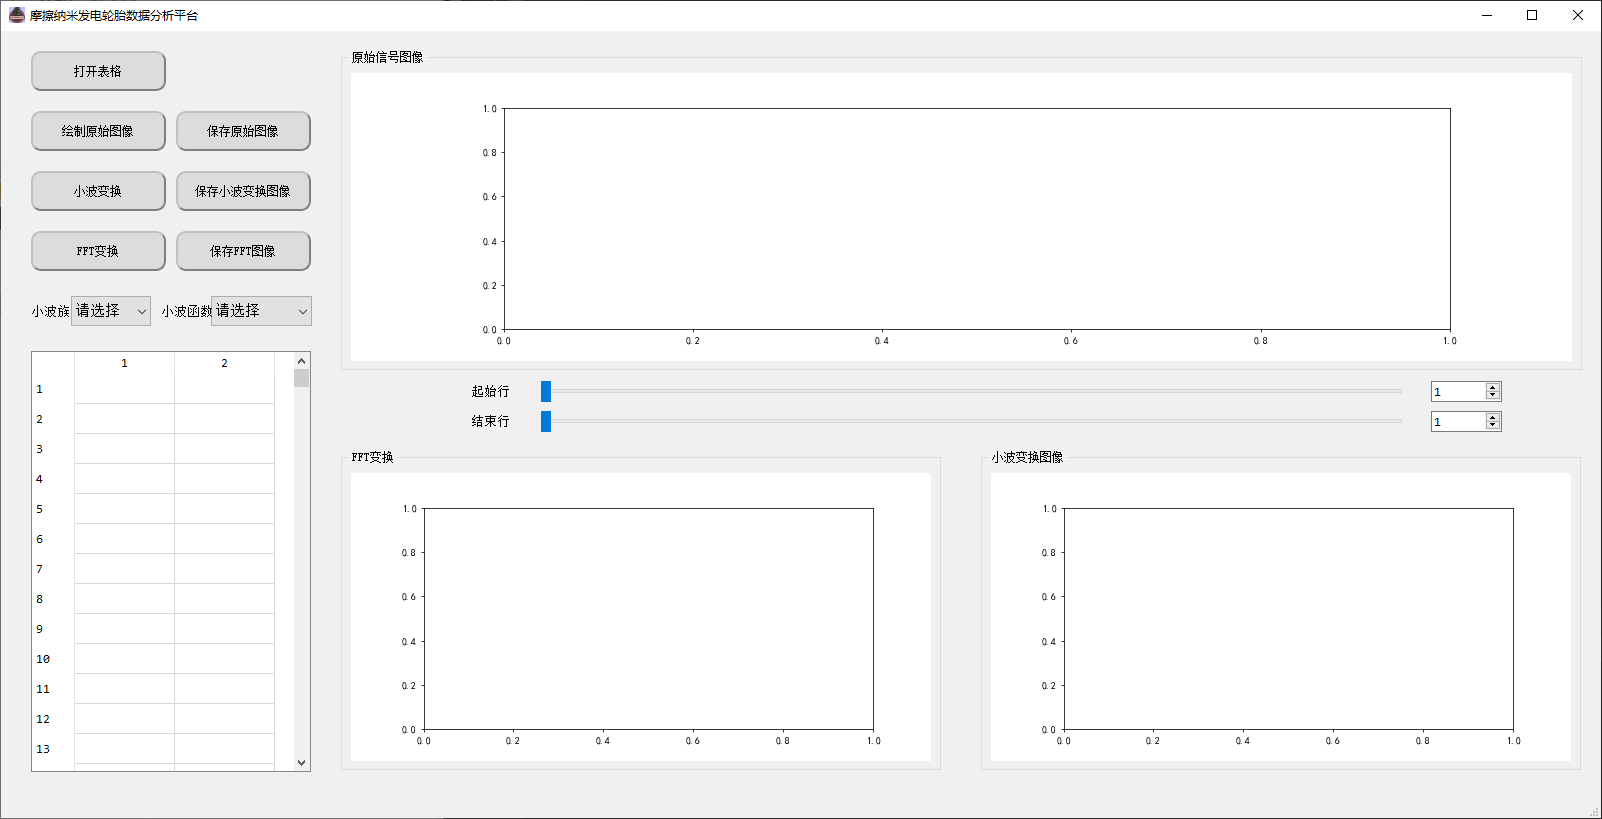 摩擦纳米发电轮胎数据分析平台
打开表格
绘制原始图像 保存原始图像
小波变换 保存小波变换图像
FFT变换 保存FFT图像
小波族 请选择 小波函数 请选择
1 2
1
2
3
4
5
6
7
8
9
10
11
12
13
原始信号图像
1.0
0.8
0.6
0.4
0.2
0.0
0.0 0.2 0.4 0.6 0.8 1.0
起始行 1
结束行 1
FFT变换
1.0
0.8
0.6
0.4
0.2
0.0
0.0 0.2 0.4 0.6 0.8 1.0
小波变换图像
1.0
0.8
0.6
0.4
0.2
0.0
0.0 0.2 0.4 0.6 0.8 1.0